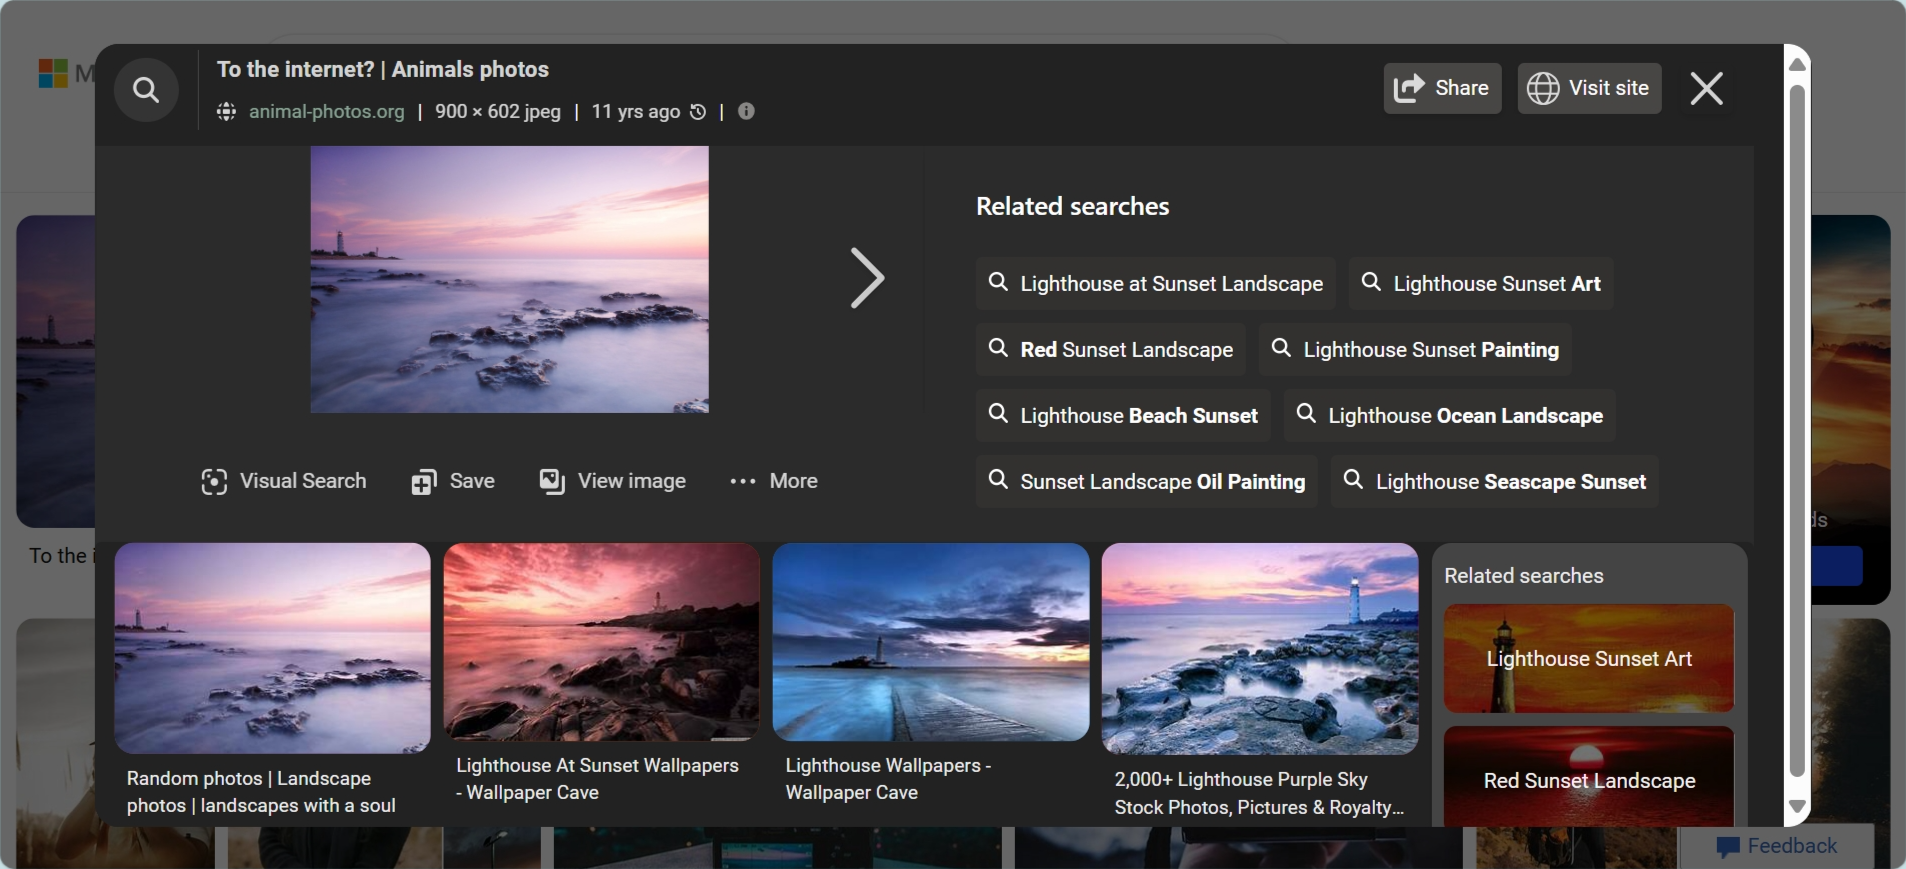 M
To the internet? | Animals photos
animal-photos.org | 900 × 602 jpeg | 11 yrs ago |
Share
Visit site
Related searches
Lighthouse at Sunset Landscape
Lighthouse Sunset Art
Red Sunset Landscape
Lighthouse Sunset Painting
Lighthouse Beach Sunset
Lighthouse Ocean Landscape
Sunset Landscape Oil Painting
Lighthouse Seascape Sunset
Visual Search
Save
View image
More
ds
To the i
Random photos | Landscape
photos | landscapes with a soul
Lighthouse At Sunset Wallpapers
- Wallpaper Cave
Lighthouse Wallpapers -
Wallpaper Cave
2,000+ Lighthouse Purple Sky
Stock Photos, Pictures & Royalty...
Related searches
Lighthouse Sunset Art
Red Sunset Landscape
Feedback